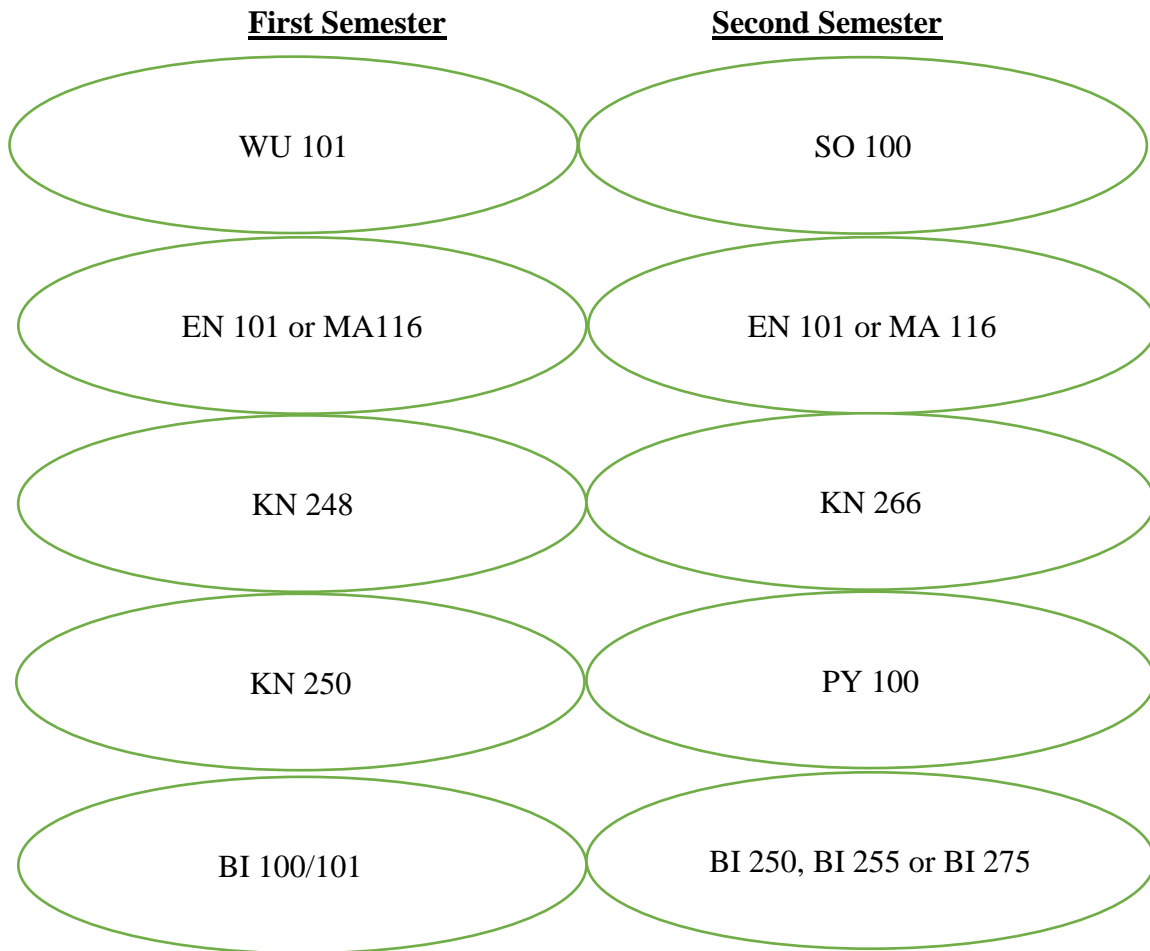 First Semester Second Semester
WU 101 SO 100
EN 101 or MA116 EN 101 or MA 116
KN 248 KN 266
KN 250 PY 100
BI 100/101 BI 250, BI 255 or BI 275